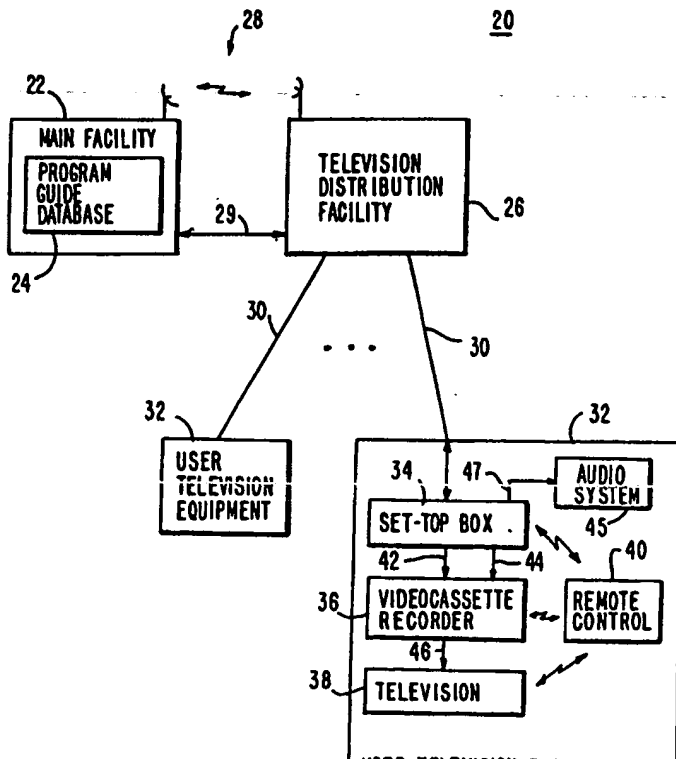 28
20
22
MAIN FACILITY
PROGRAM
GUIDE
DATABASE
24
29
TELEVISION
DISTRIBUTION
FACILITY
26
30
30
32
USER
TELEVISION
EQUIPMENT
32
34
47
AUDIO
SYSTEM
45
SET-TOP BOX
42
44
40
36
VIDEOCASSETTE
RECORDER
REMOTE
CONTROL
46
38
TELEVISION
USER TELEVISION